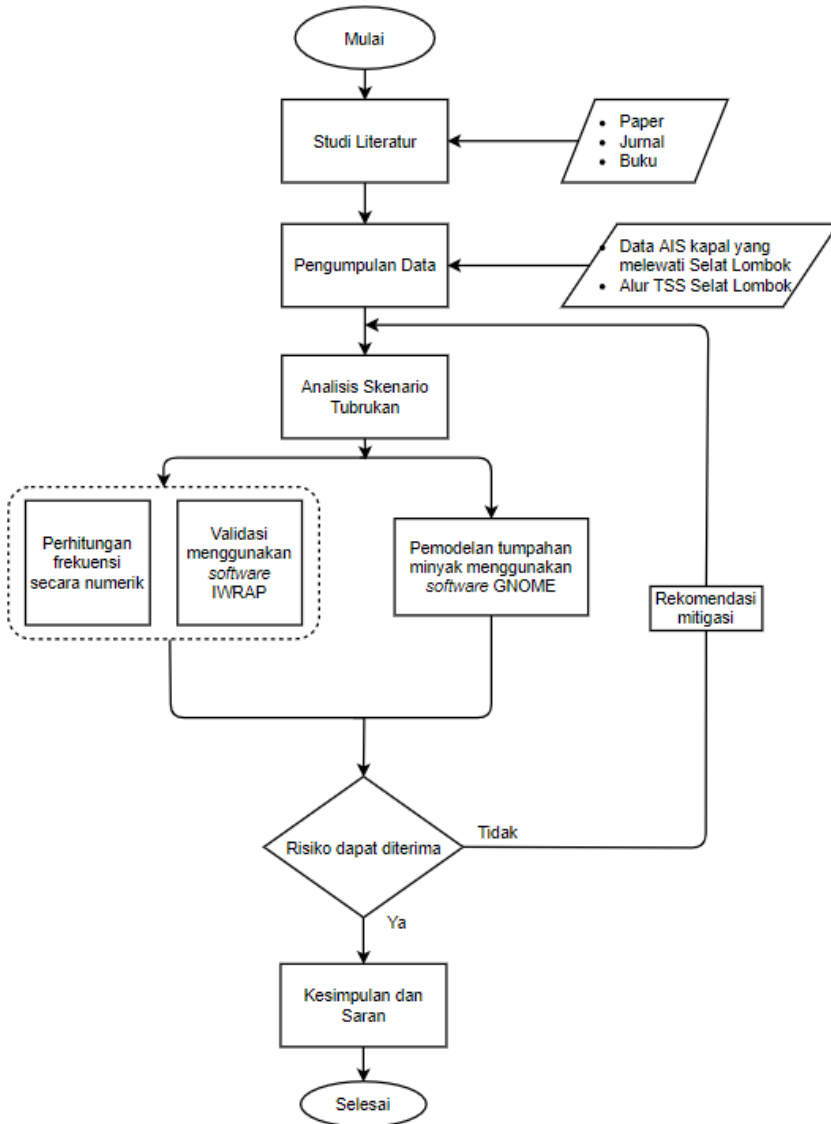 Mulai
Studi Literatur
• Paper
• Jurnal
• Buku
Pengumpulan Data
• Data AIS kapal yang
melewati Selat Lombok
• Alur TSS Selat Lombok
Analisis Skenario
Tubrukan
Perhitungan
frekuensi
secara numerik
Validasi
menggunakan
software
IWRAP
Pemodelan tumpahan
minyak menggunakan
software GNOME
Rekomendasi
mitigasi
Risiko dapat diterima
Tidak
Ya
Kesimpulan dan
Saran
Selesai